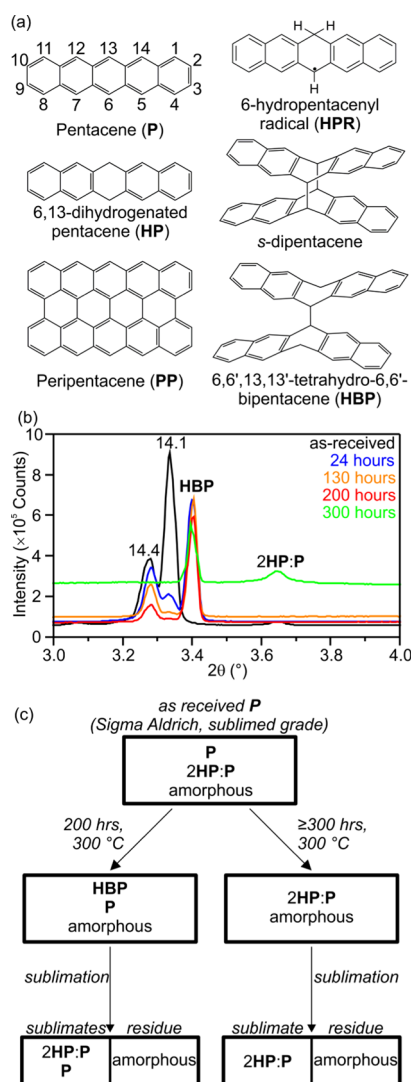 (a)
11 12 13 14 1
10 2
9 3
8 7 6 5 4
Pentacene (P)
H H
H
6-hydropentacenyl
radical (HPR)
6,13-dihydrogenated
pentacene (HP)
s-dipentacene
Peripentacene (PP)
6,6',13,13'-tetrahydro-6,6'-
bipentacene (HBP)
(b)
10
8
6
4
2
0
Intensity (×10⁵ Counts)
14.1
14.4
HBP
2HP:P
as-received
24 hours
130 hours
200 hours
300 hours
3.0 3.2 3.4 3.6 3.8 4.0
2θ (°)
(c)
as received P
(Sigma Aldrich, sublimed grade)
P
2HP:P
amorphous
200 hrs,
300 °C
≥300 hrs,
300 °C
HBP
P
amorphous
2HP:P
amorphous
sublimation
sublimation
sublimates residue
sublimate residue
2HP:P
P
amorphous
2HP:P
amorphous